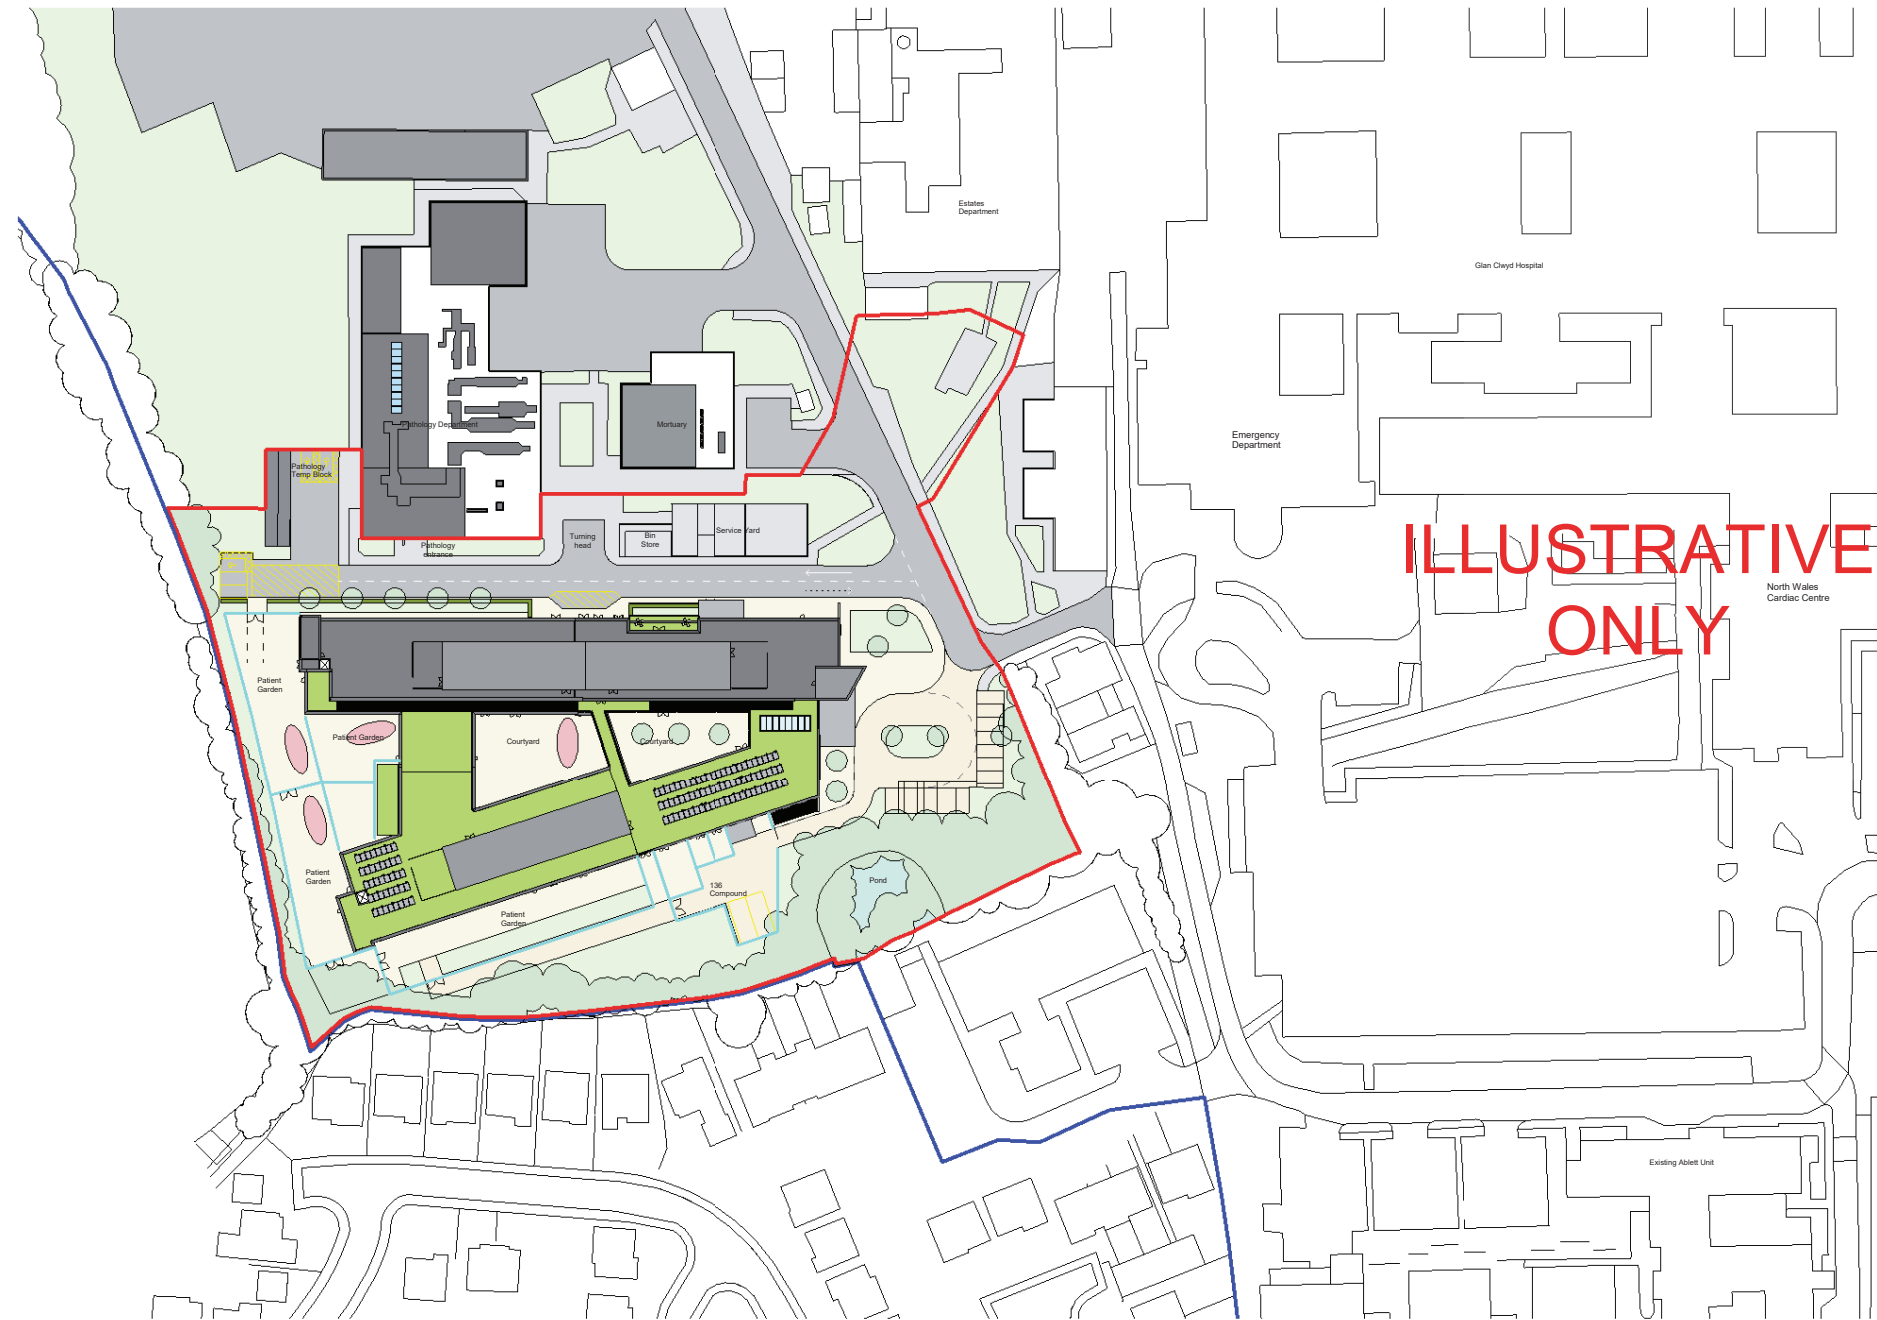 Estates
Department
Glan Clwyd Hospital
Pathology Department
Mortuary
Emergency
Department
Pathology
Temp Block
ILLUSTRATIVE
ONLY
Service Yard
Turning
head
Bin
Store
Pathology
entrance
North Wales
Cardiac Centre
Patient
Garden
Patient Garden
Courtyard
Courtyard
Patient
Garden
Pond
136
Compound
Patient
Garden
Existing Ablett Unit